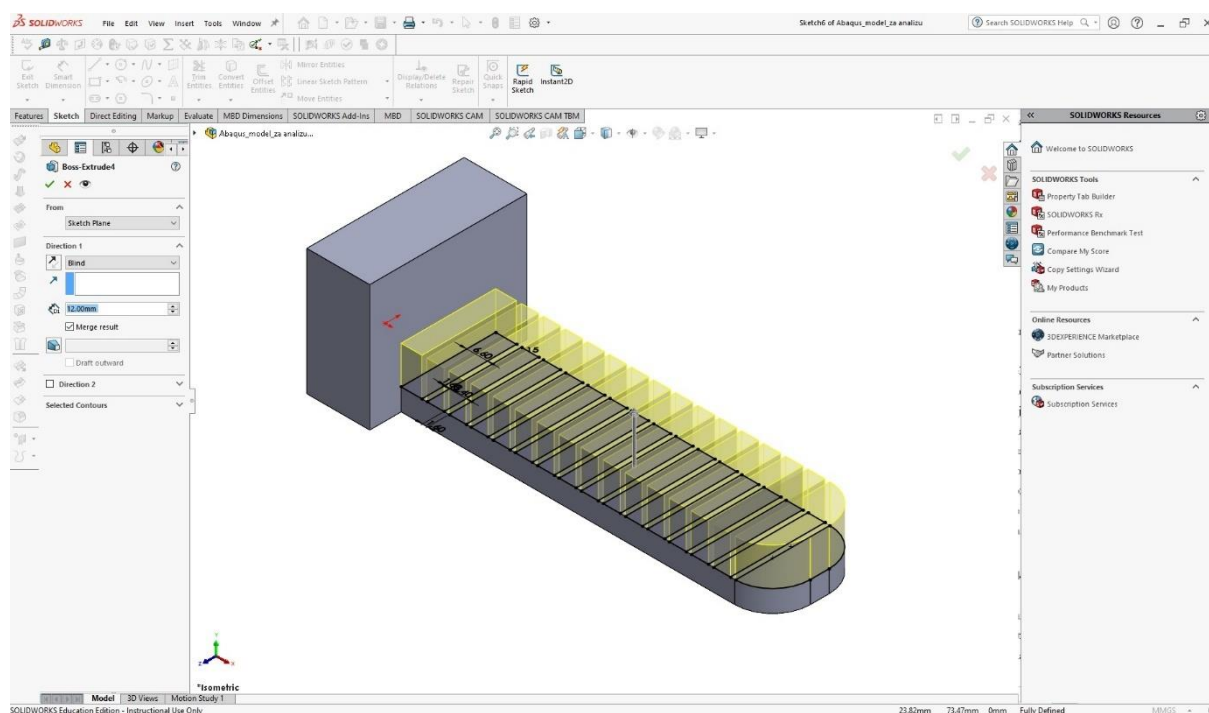 SOLIDWORKS File Edit View Insert Tools Window
Sketch6 of Abaqus_model_za analizu
Search SOLIDWORKS Help
Exit Sketch
Smart Dimension
Trim Entities
Convert Entities
Offset Entities
Mirror Entities
Linear Sketch Pattern
Move Entities
Display/Delete Relations
Repair Sketch
Quick Snaps
Rapid Sketch
Instant2D
Features Sketch Direct Editing Markup Evaluate MBD Dimensions SOLIDWORKS Add-Ins MBD SOLIDWORKS CAM SOLIDWORKS CAM TBM
Abaqus_model_za analizu...
Boss-Extrude4
From
Sketch Plane
Direction 1
Blind
12.00mm
Merge result
Draft outward
Direction 2
Selected Contours
6.60
15
7.60
*Isometric
SOLIDWORKS Resources
Welcome to SOLIDWORKS
SOLIDWORKS Tools
Property Tab Builder
SOLIDWORKS Rx
Performance Benchmark Test
Compare My Score
Copy Settings Wizard
My Products
Online Resources
3DEXPERIENCE Marketplace
Partner Solutions
Subscription Services
Subscription Services
Model 3D Views Motion Study 1
SOLIDWORKS Education Edition - Instructional Use Only
23.82mm 73.47mm 0mm Fully Defined MMGS